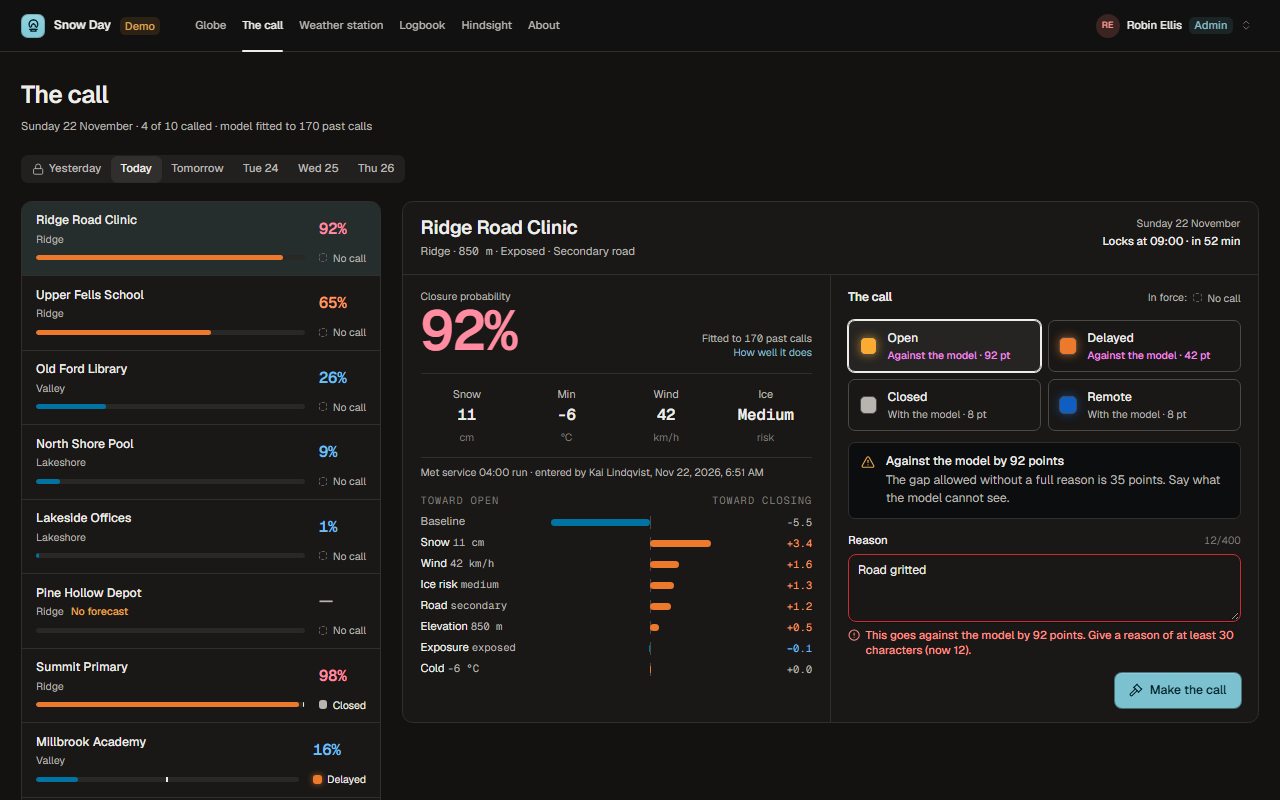 Snow Day Demo Globe The call Weather station Logbook Hindsight About RE Robin Ellis Admin
The call
Sunday 22 November · 4 of 10 called · model fitted to 170 past calls
Yesterday Today Tomorrow Tue 24 Wed 25 Thu 26
Ridge Road Clinic
Ridge
92%
No call
Upper Fells School
Ridge
65%
No call
Old Ford Library
Valley
26%
No call
North Shore Pool
Lakeshore
9%
No call
Lakeside Offices
Lakeshore
1%
No call
Pine Hollow Depot
Ridge No forecast
—
No call
Summit Primary
Ridge
98%
Closed
Millbrook Academy
Valley
16%
Delayed
Ridge Road Clinic
Ridge · 850 m · Exposed · Secondary road
Sunday 22 November
Locks at 09:00 · in 52 min
Closure probability
92%
Fitted to 170 past calls
How well it does
Snow Min Wind Ice
11 -6 42 Medium
cm °C km/h risk
Met service 04:00 run · entered by Kai Lindqvist, Nov 22, 2026, 6:51 AM
TOWARD OPEN TOWARD CLOSING
Baseline -5.5
Snow 11 cm +3.4
Wind 42 km/h +1.6
Ice risk medium +1.3
Road secondary +1.2
Elevation 850 m +0.5
Exposure exposed -0.1
Cold -6 °C +0.0
The call In force: No call
Open
Against the model · 92 pt
Delayed
Against the model · 42 pt
Closed
With the model · 8 pt
Remote
With the model · 8 pt
Against the model by 92 points
The gap allowed without a full reason is 35 points. Say what
the model cannot see.
Reason 12/400
Road gritted
This goes against the model by 92 points. Give a reason of at least 30
characters (now 12).
Make the call